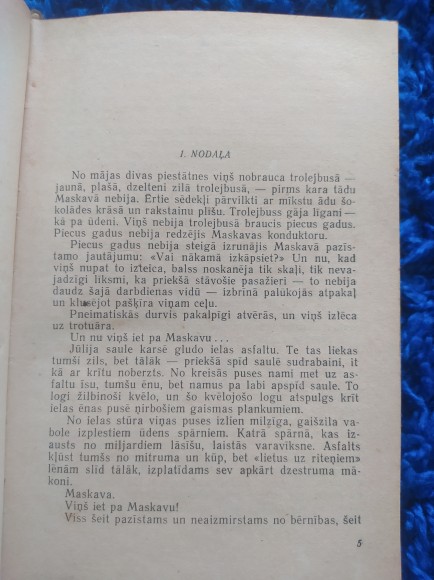 I. NODAĻA
No mājas divas piestātnes viņš nobrauca trolejbusā —
jaunā, plašā, dzelteni zilā trolejbusā, — pirms kara tādu
Maskavā nebija. Ērtie sēdekļi pārvilkti ar mīkstu ādu šo-
kolādes krāsā un rakstainu plīšu. Trolejbuss gāja līgani —
kā pa ūdeni. Viņš nebija trolejbusā braucis piecus gadus.
Piecus gadus nebija redzējis Maskavas konduktoru.
Piecus gadus nebija steigā izrunājis Maskavā pazīs-
tamo jautājumu: «Vai nākamā izkāpsiet?» Un nu, kad
viņš nupat to izteica, balss noskanēja tik skaļi, tik neva-
jadzīgi līksmi, ka priekšā stāvošie pasažieri — to nebija
daudz šajā darbdienas vidū — izbrīnā palūkojās atpakaļ
un klusējot pašķīra viņam ceļu.
Pneimatiskās durvis pakalpīgi atvērās, un viņš izlēca
uz trotuāra.
Un nu viņš iet pa Maskavu . . .
Jūlija saule karsē gludo ielas asfaltu. Te tas liekas
tumši zils, bet tālāk — priekšā spīd saulē sudrabaini, it
kā ar krītu noberzts. No kreisās puses nami met uz as-
faltu īsu, tumšu ēnu, bet namus pa labi apspīd saule. To
logi žilbinoši kvēlo, un šo kvēlojošo logu atspulgs krīt
ielas ēnas pusē ņirbošiem gaismas plankumiem.
No ielas stūra viņas puses izlien milzīga, gaišzila va-
bole izplestiem ūdens spārniem. Katrā spārnā, kas iz-
austs no miljardiem lāsīšu, laistās varavīksne. Asfalts
kļūst tumšs no mitruma un kūp, bet «lietus uz riteņiem»
lēnām slīd tālāk, izplatīdams sev apkārt dzestruma mā-
koni.
Maskava.
Viņš iet pa Maskavu!
Viss šeit pazīstams un neaizmirstams no bērnības, šeit
5